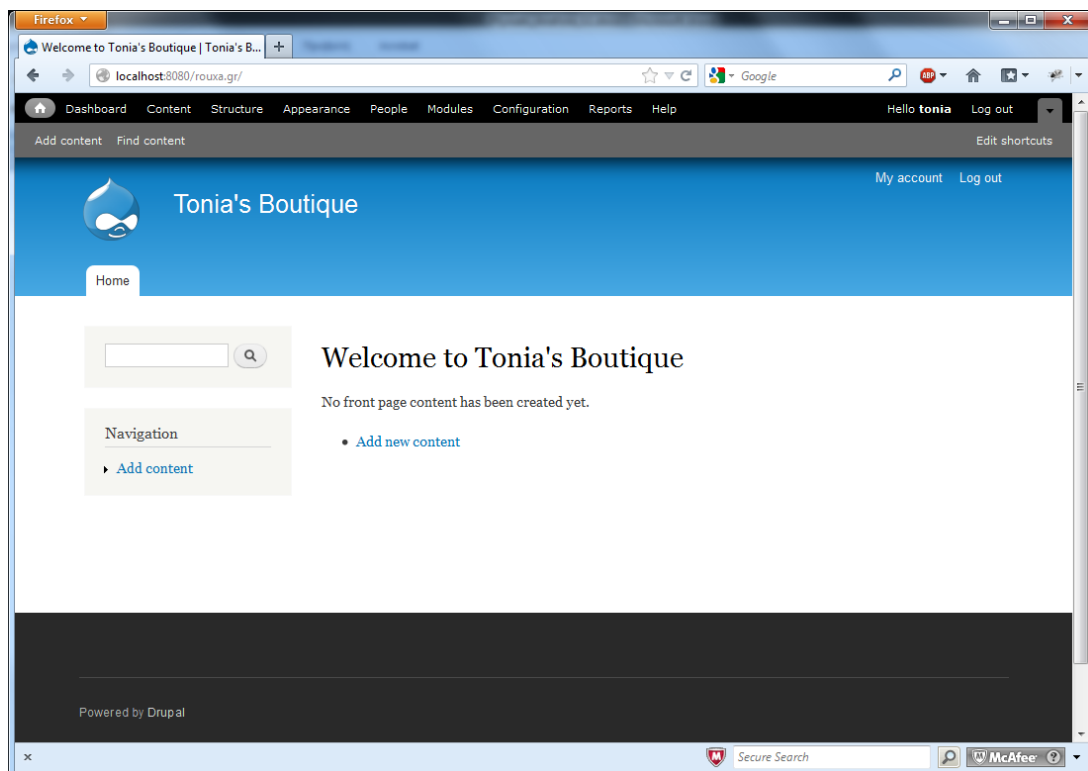 Firefox
Welcome to Tonia's Boutique | Tonia's B...
localhost:8080/rouxa.gr/
Google
ABP
Dashboard Content Structure Appearance People Modules Configuration Reports Help Hello tonia Log out
Add content Find content Edit shortcuts
My account Log out
Tonia's Boutique
Home
Welcome to Tonia's Boutique
No front page content has been created yet.
Navigation
Add new content
Add content
Powered by Drupal
Secure Search
McAfee